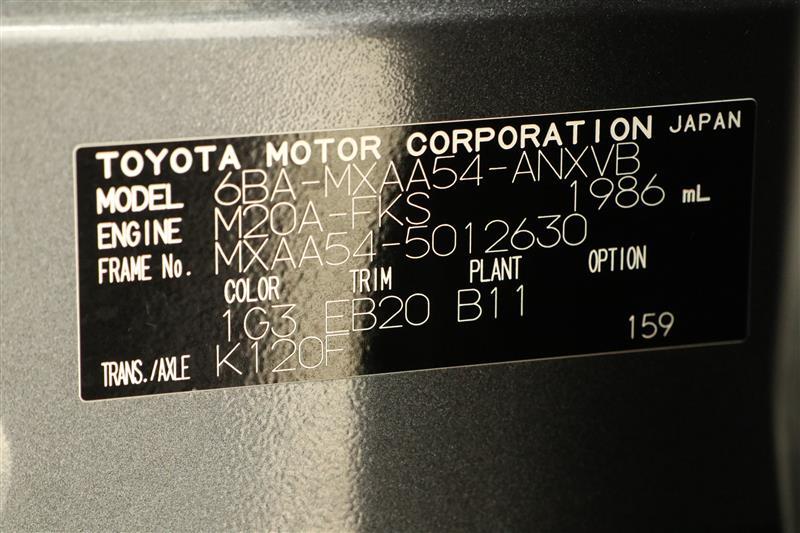 TOYOTA MOTOR CORPORATION JAPAN
MODEL 6BA-MXAA54-ANXVB
ENGINE M20A-FKS 1986 mL
FRAME No. MXAA54-5012630
COLOR TRIM PLANT OPTION
1G3 EB20 B11
TRANS./AXLE K120F 159